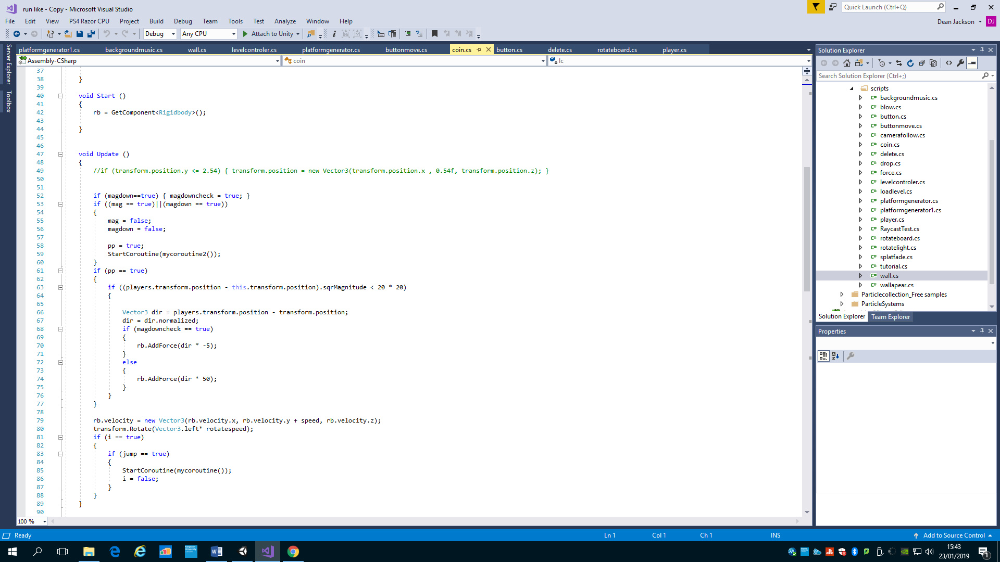 run like - Copy - Microsoft Visual Studio
Quick Launch (Ctrl+Q)
File Edit View PS4 Razor CPU Project Build Debug Team Tools Test Analyze Window Help
Dean Jackson DJ
Debug Any CPU Attach to Unity
Server Explorer
Toolbox
platformgenerator1.cs backgroundmusic.cs wall.cs levelcontroler.cs platformgenerator.cs buttonmove.cs coin.cs button.cs delete.cs rotateboard.cs player.cs
Assembly-CSharp coin lc
37
38 }
39
40 void Start ()
41 {
42 rb = GetComponent<Rigidbody>();
43
44 }
45
46
47 void Update ()
48 {
49 //if (transform.position.y <= 2.54) { transform.position = new Vector3(transform.position.x , 0.54f, transform.position.z); }
50
51
52 if (magdown==true) { magdowncheck = true; }
53 if ((mag == true)||(magdown == true))
54 {
55 mag = false;
56 magdown = false;
57
58 pp = true;
59 StartCoroutine(mycoroutine2());
60 }
61 if (pp == true)
62 {
63 if ((players.transform.position - this.transform.position).sqrMagnitude < 20 * 20)
64 {
65
66 Vector3 dir = players.transform.position - transform.position;
67 dir = dir.normalized;
68 if (magdowncheck == true)
69 {
70 rb.AddForce(dir * -5);
71 }
72 else
73 {
74 rb.AddForce(dir * 50);
75 }
76 }
77 }
78
79 rb.velocity = new Vector3(rb.velocity.x, rb.velocity.y + speed, rb.velocity.z);
80 transform.Rotate(Vector3.left* rotatespeed);
81 if (i == true)
82 {
83 if (jump == true)
84 {
85 StartCoroutine(mycoroutine());
86 i = false;
87 }
88 }
89 }
90
100 %
Solution Explorer
Search Solution Explorer (Ctrl+;)
scripts
C# backgroundmusic.cs
C# blow.cs
C# button.cs
C# buttonmove.cs
C# camerafollow.cs
C# coin.cs
C# delete.cs
C# drop.cs
C# force.cs
C# levelcontroler.cs
C# loadlevel.cs
C# platformgenerator.cs
C# platformgenerator1.cs
C# player.cs
C# RaycastTest.cs
C# rotateboard.cs
C# rotatelight.cs
C# splatfade.cs
C# tutorial.cs
C# wall.cs
C# wallapear.cs
Particlecollection_Free samples
ParticleSystems
Solution Explorer Team Explorer
Properties
Ready Ln 1 Col 1 Ch 1 INS Add to Source Control
15:43
23/01/2019
1